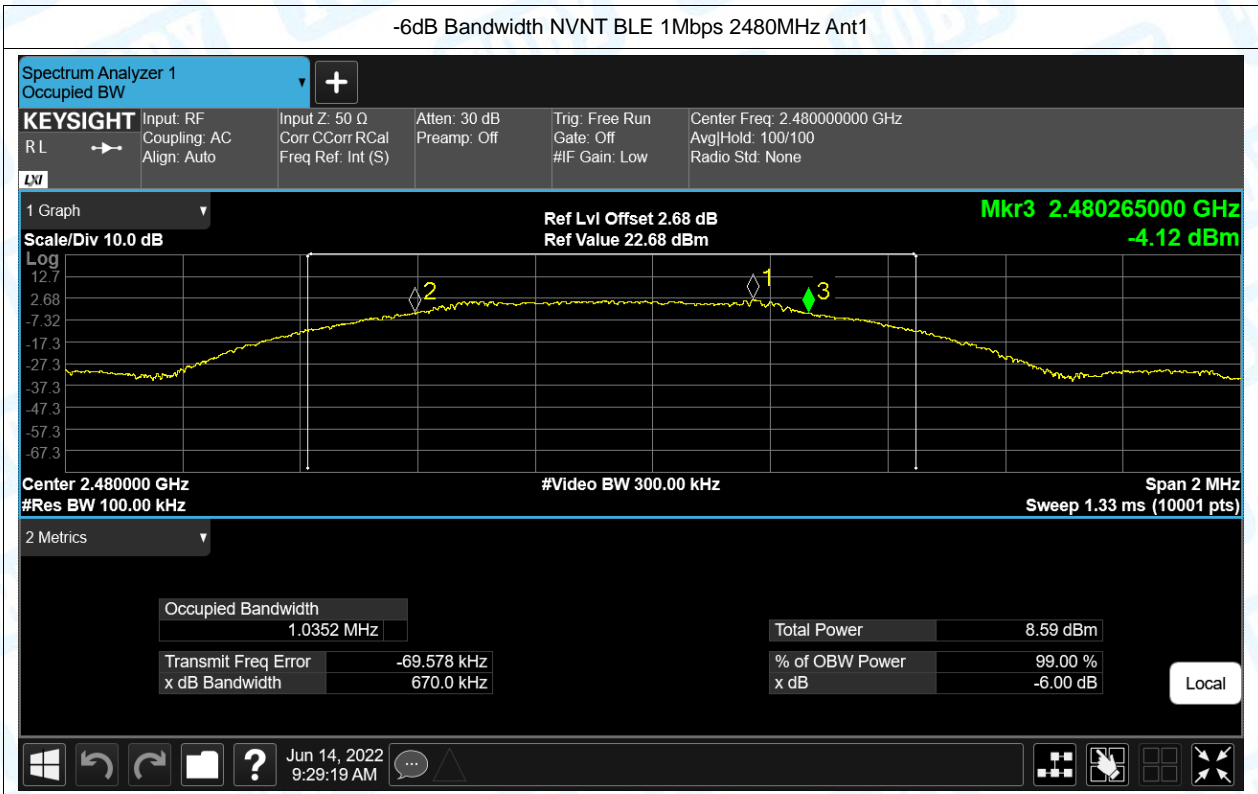 -6dB Bandwidth NVNT BLE 1Mbps 2480MHz Ant1
Spectrum Analyzer 1
Occupied BW
KEYSIGHT
R L
LXI
Input: RF
Coupling: AC
Align: Auto
Input Z: 50 Ω
Corr CCorr RCal
Freq Ref: Int (S)
Atten: 30 dB
Preamp: Off
Trig: Free Run
Gate: Off
#IF Gain: Low
Center Freq: 2.480000000 GHz
Avg|Hold: 100/100
Radio Std: None
1 Graph
Scale/Div 10.0 dB
Ref Lvl Offset 2.68 dB
Ref Value 22.68 dBm
Mkr3 2.480265000 GHz
-4.12 dBm
Log
12.7
2.68
-7.32
-17.3
-27.3
-37.3
-47.3
-57.3
-67.3
2
1
3
Center 2.480000 GHz
#Video BW 300.00 kHz
Span 2 MHz
#Res BW 100.00 kHz
Sweep 1.33 ms (10001 pts)
2 Metrics
Occupied Bandwidth
1.0352 MHz
Total Power 8.59 dBm
Transmit Freq Error -69.578 kHz
% of OBW Power 99.00 %
x dB Bandwidth 670.0 kHz
x dB -6.00 dB
Local
?
Jun 14, 2022
9:29:19 AM